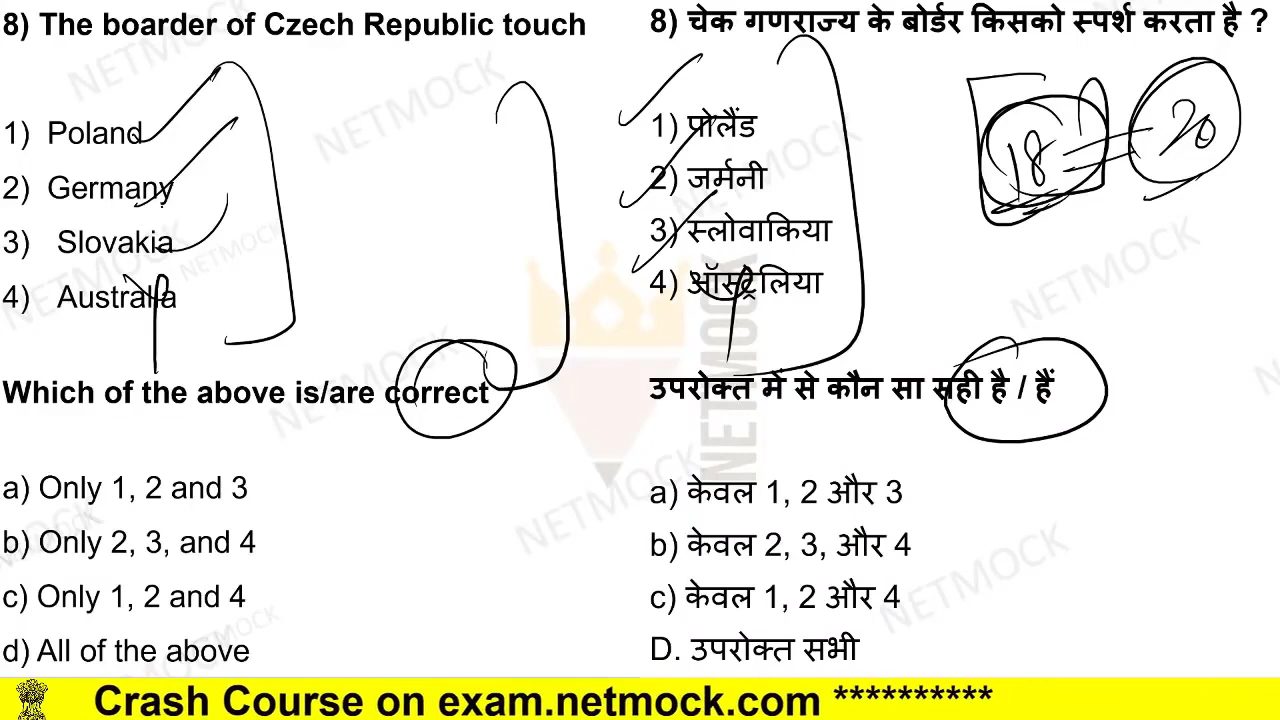 8) The boarder of Czech Republic touch
1) Poland
2) Germany
3) Slovakia
4) Australia
Which of the above is/are correct
a) Only 1, 2 and 3
b) Only 2, 3, and 4
c) Only 1, 2 and 4
d) All of the above
8) चेक गणराज्य के बोर्डर किसको स्पर्श करता है ?
1) पोलैंड
2) जर्मनी
3) स्लोवाकिया
4) ऑस्ट्रेलिया
उपरोक्त में से कौन सा सही है / हैं
a) केवल 1, 2 और 3
b) केवल 2, 3, और 4
c) केवल 1, 2 और 4
D. उपरोक्त सभी
18
20
NETMOCK
Crash Course on exam.netmock.com **********